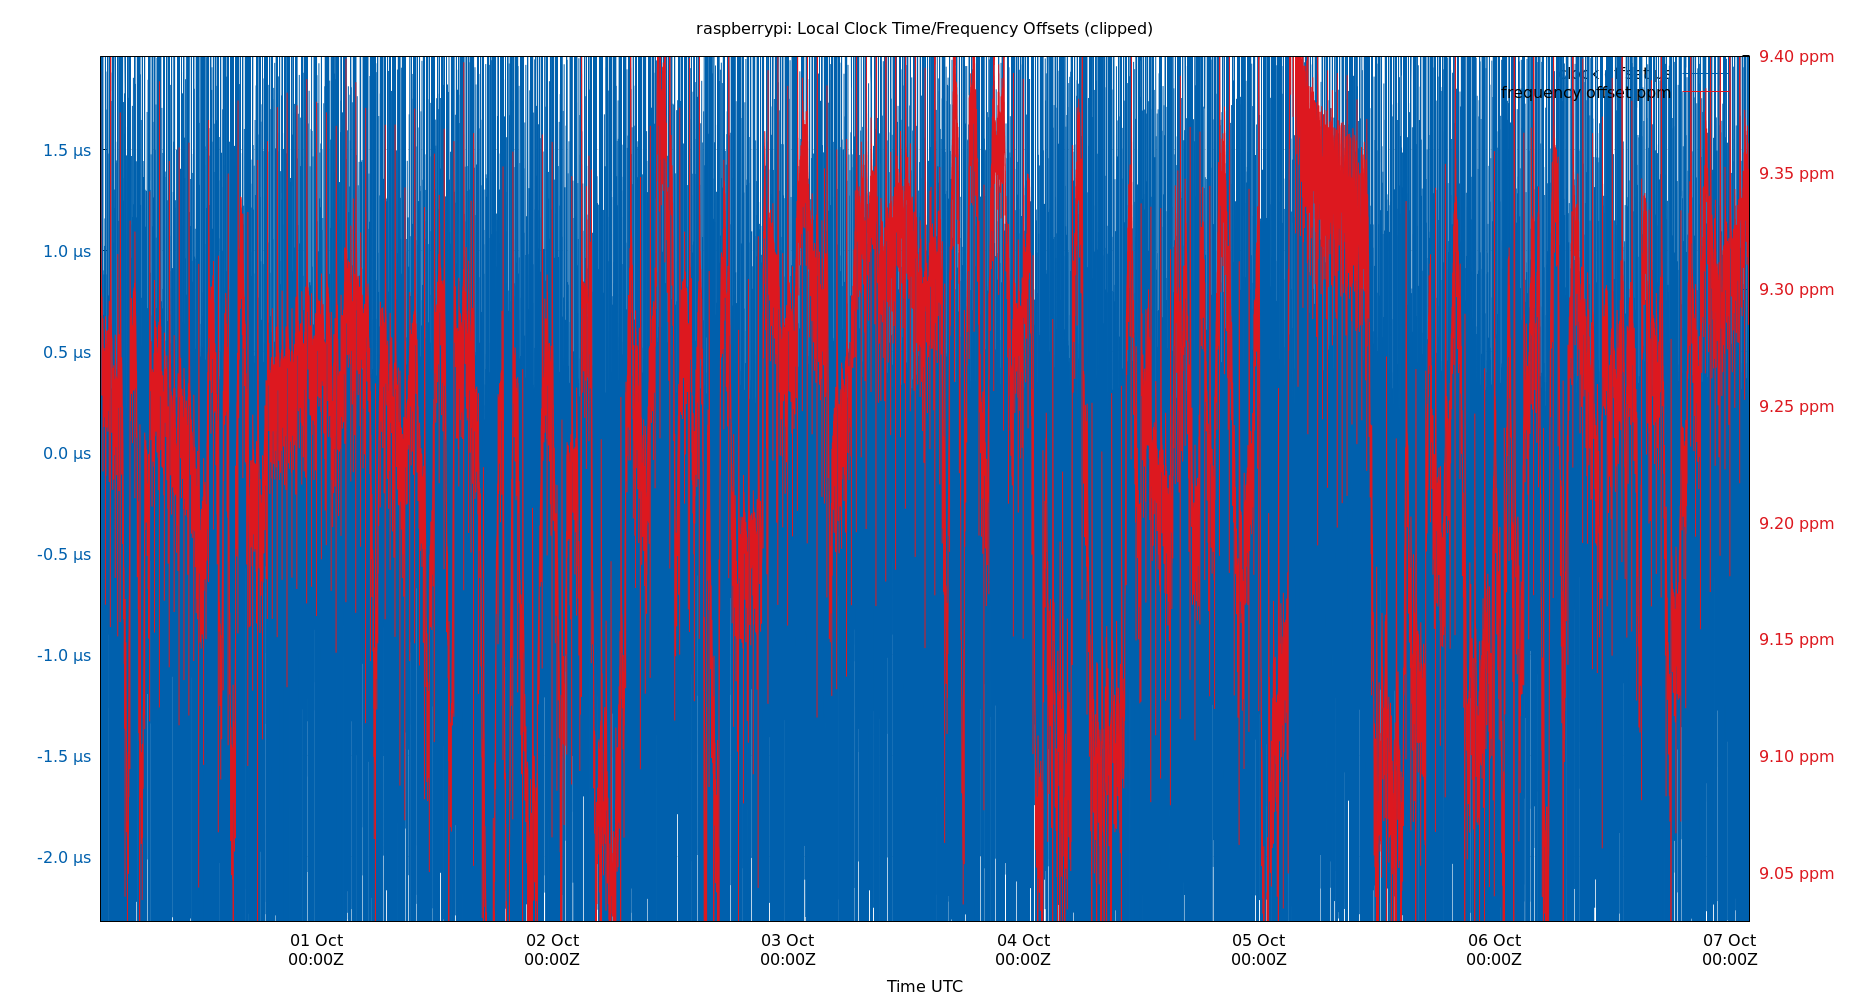 raspberrypi: Local Clock Time/Frequency Offsets (clipped)
9.40 ppm
clock offset µs
frequency offset ppm
1.5 µs
9.35 ppm
1.0 µs
9.30 ppm
0.5 µs
9.25 ppm
0.0 µs
9.20 ppm
-0.5 µs
9.15 ppm
-1.0 µs
9.10 ppm
-1.5 µs
9.05 ppm
-2.0 µs
01 Oct 02 Oct 03 Oct 04 Oct 05 Oct 06 Oct 07 Oct
00:00Z 00:00Z 00:00Z 00:00Z 00:00Z 00:00Z 00:00Z
Time UTC